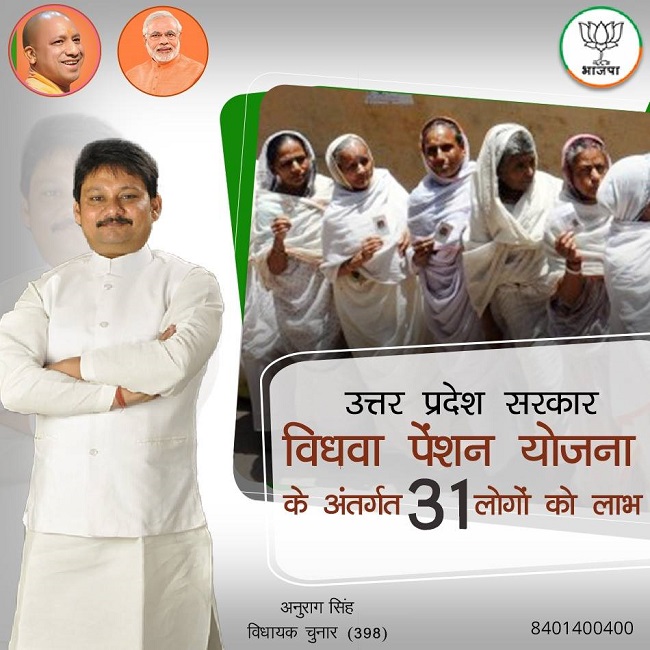 भाजपा
उत्तर प्रदेश सरकार
विधवा पेंशन योजना
के अंतर्गत 31 लोगों को लाभ
अनुराग सिंह
विधायक चुनार (398)
8401400400